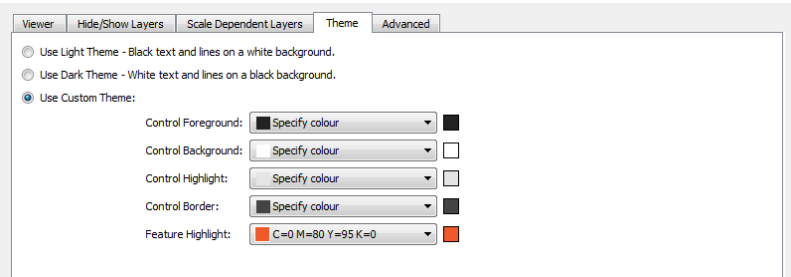 Viewer Hide/Show Layers Scale Dependent Layers Theme Advanced
Use Light Theme - Black text and lines on a white background.
Use Dark Theme - White text and lines on a black background.
Use Custom Theme:
Control Foreground: Specify colour
Control Background: Specify colour
Control Highlight: Specify colour
Control Border: Specify colour
Feature Highlight: C=0 M=80 Y=95 K=0